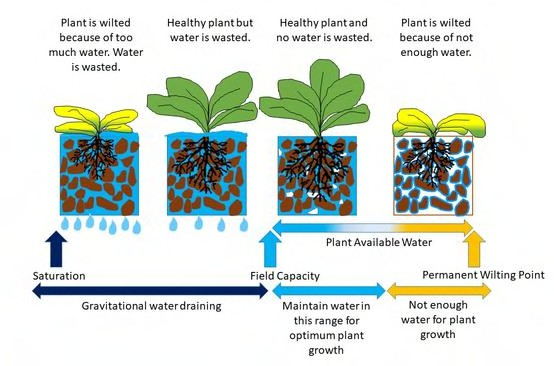 Plant is wilted
because of too
much water. Water
is wasted.
Healthy plant but
water is wasted.
Healthy plant and
no water is wasted.
Plant is wilted
because of not
enough water.
Plant Available Water
Saturation
Field Capacity
Permanent Wilting Point
Gravitational water draining
Maintain water in
this range for
optimum plant
growth
Not enough
water for plant
growth